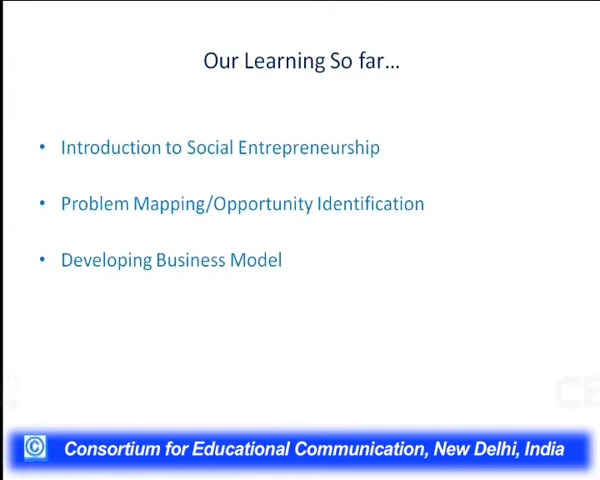 Our Learning So far...
• Introduction to Social Entrepreneurship
• Problem Mapping/Opportunity Identification
• Developing Business Model
© Consortium for Educational Communication, New Delhi, India